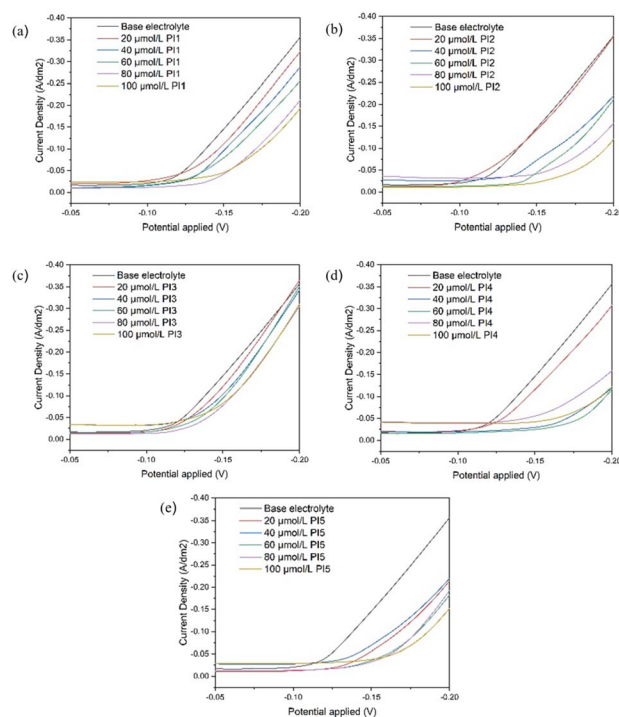 (a)
Base electrolyte
20 μmol/L PI1
40 μmol/L PI1
60 μmol/L PI1
80 μmol/L PI1
100 μmol/L PI1
-0.40
-0.35
-0.30
-0.25
-0.20
-0.15
-0.10
-0.05
0.00
Current Density (A/dm2)
-0.05
-0.10
-0.15
-0.20
Potential applied (V)
(b)
Base electrolyte
20 μmol/L PI2
40 μmol/L PI2
60 μmol/L PI2
80 μmol/L PI2
100 μmol/L PI2
-0.40
-0.35
-0.30
-0.25
-0.20
-0.15
-0.10
-0.05
0.00
Current Density (A/dm2)
-0.05
-0.10
-0.15
-0.20
Potential applied (V)
(c)
Base electrolyte
20 μmol/L PI3
40 μmol/L PI3
60 μmol/L PI3
80 μmol/L PI3
100 μmol/L PI3
-0.40
-0.35
-0.30
-0.25
-0.20
-0.15
-0.10
-0.05
0.00
Current Density (A/dm2)
-0.05
-0.10
-0.15
-0.20
Potential applied (V)
(d)
Base electrolyte
20 μmol/L PI4
40 μmol/L PI4
60 μmol/L PI4
80 μmol/L PI4
100 μmol/L PI4
-0.40
-0.35
-0.30
-0.25
-0.20
-0.15
-0.10
-0.05
0.00
Current Density (A/dm2)
-0.05
-0.10
-0.15
-0.20
Potential applied (V)
(e)
Base electrolyte
20 μmol/L PI5
40 μmol/L PI5
60 μmol/L PI5
80 μmol/L PI5
100 μmol/L PI5
-0.40
-0.35
-0.30
-0.25
-0.20
-0.15
-0.10
-0.05
0.00
Current Density (A/dm2)
-0.05
-0.10
-0.15
-0.20
Potential applied (V)